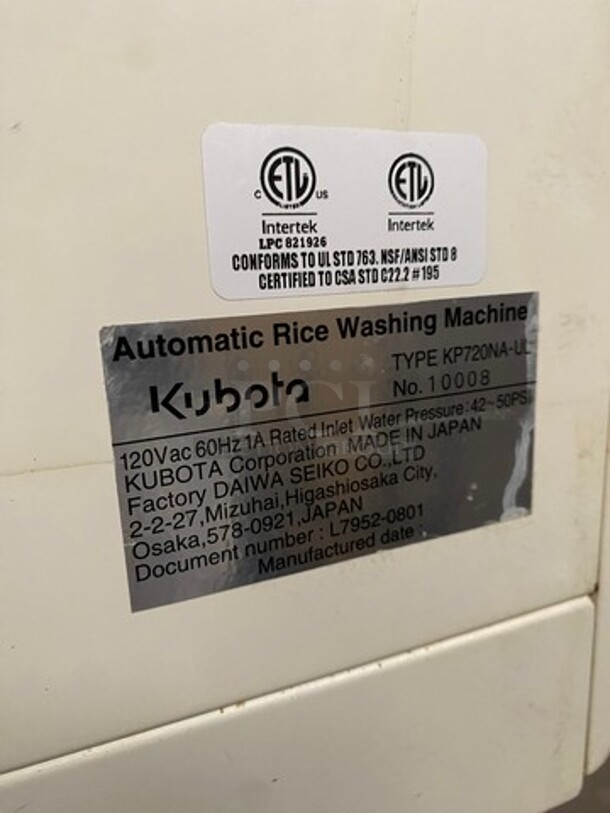 C ETL US ETL
Intertek Intertek
LPC 821926
CONFORMS TO UL STD 763. NSF/ANSI STD 8
CERTIFIED TO CSA STD C22.2 # 195
Automatic Rice Washing Machine
TYPE KP720NA-UL
Kubota No. 10008
120Vac 60Hz 1A Rated Inlet Water Pressure:42~50PSI
KUBOTA Corporation MADE IN JAPAN
Factory DAIWA SEIKO CO.,LTD
2-2-27,Mizuhai,Higashiosaka City,
Osaka,578-0921,JAPAN
Document number : L7952-0801
Manufactured date :